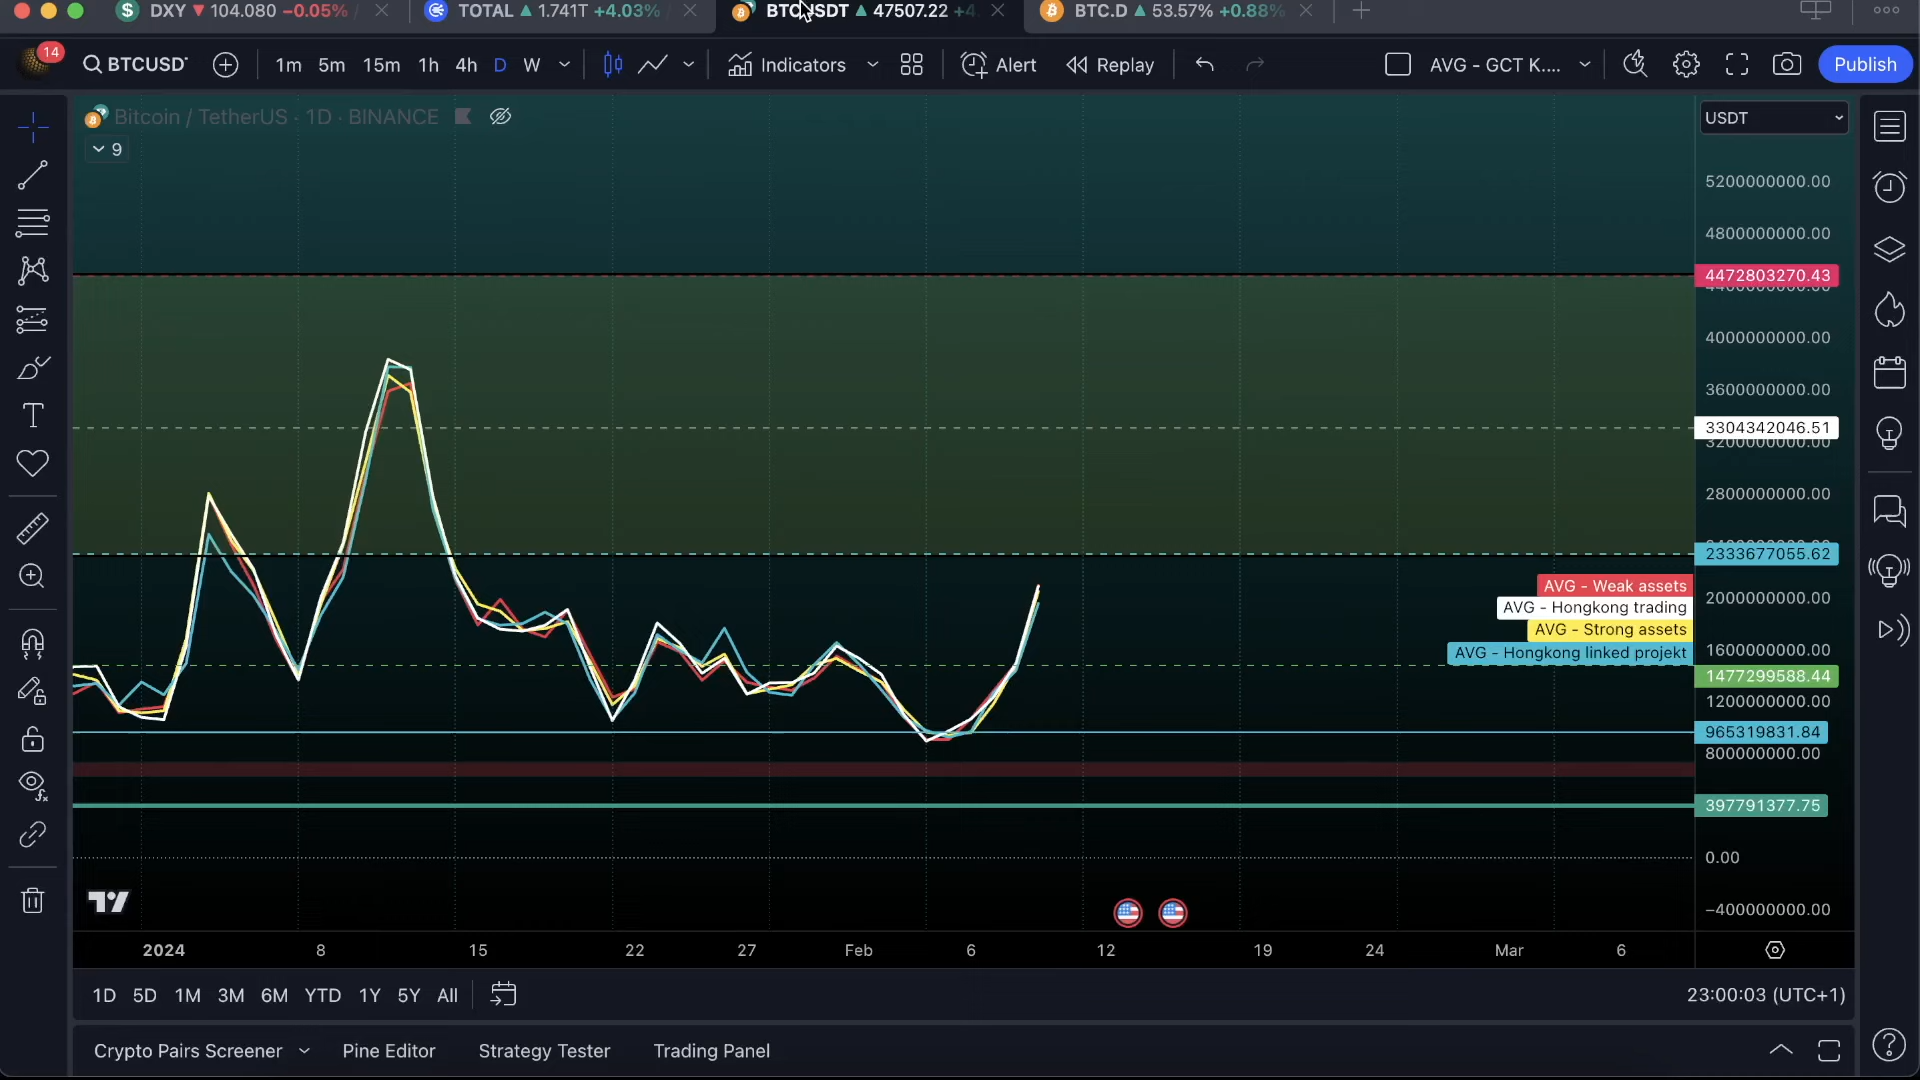 DXY 104.080 −0.05%
TOTAL 1.741T +4.03%
BTCUSDT 47507.22 +4
BTC.D 53.57% +0.88%
14
BTCUSDT
1m 5m 15m 1h 4h D W
Indicators
Alert
Replay
AVG - GCT K....
Publish
Bitcoin / TetherUS · 1D · BINANCE
9
USDT
5200000000.00
4800000000.00
4472803270.43
4000000000.00
3600000000.00
3304342046.51
3200000000.00
2800000000.00
2333677055.62
AVG - Weak assets
AVG - Hongkong trading
2000000000.00
AVG - Strong assets
AVG - Hongkong linked projekt
1600000000.00
1477299588.44
1200000000.00
965319831.84
800000000.00
397791377.75
0.00
−400000000.00
2024 8 15 22 27 Feb 6 12 19 24 Mar 6
1D 5D 1M 3M 6M YTD 1Y 5Y All
23:00:03 (UTC+1)
Crypto Pairs Screener
Pine Editor
Strategy Tester
Trading Panel